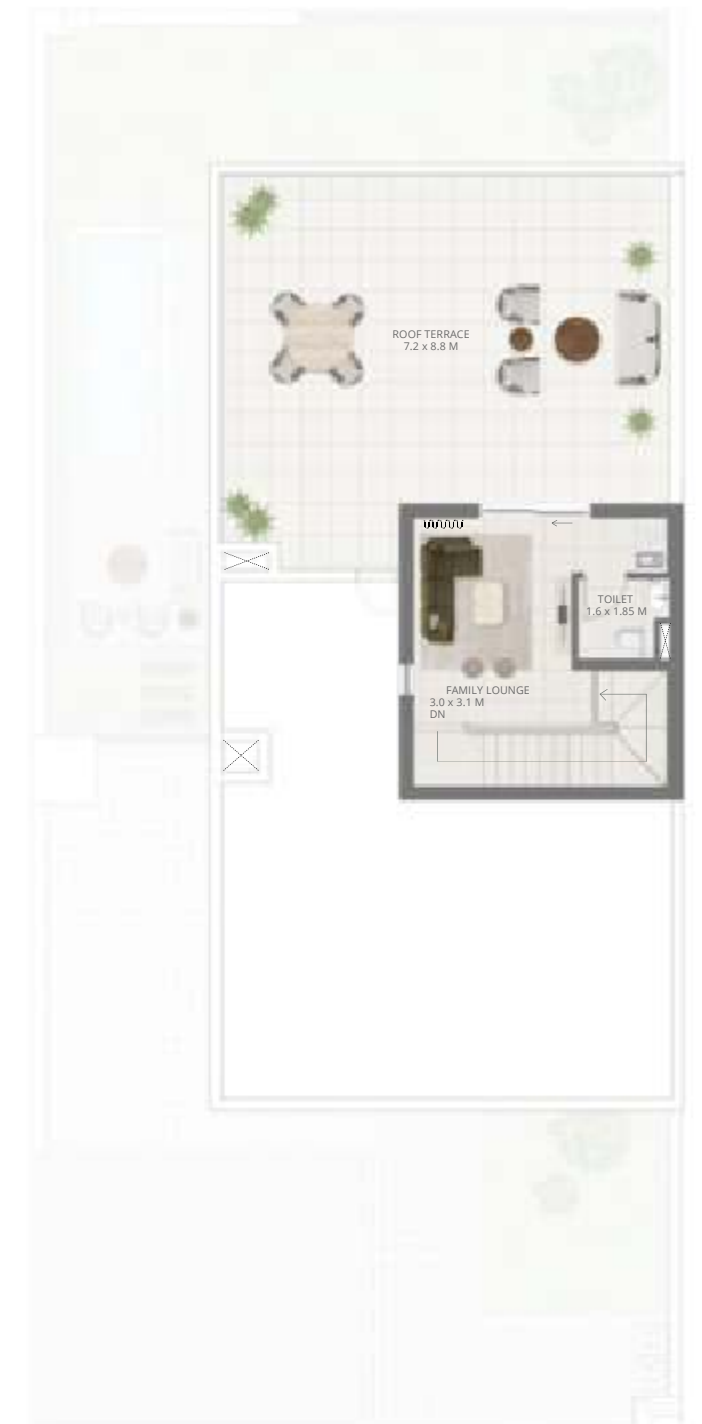 ROOF TERRACE
7.2 x 8.8 M
TOILET
1.6 x 1.85 M
FAMILY LOUNGE
3.0 x 3.1 M
DN